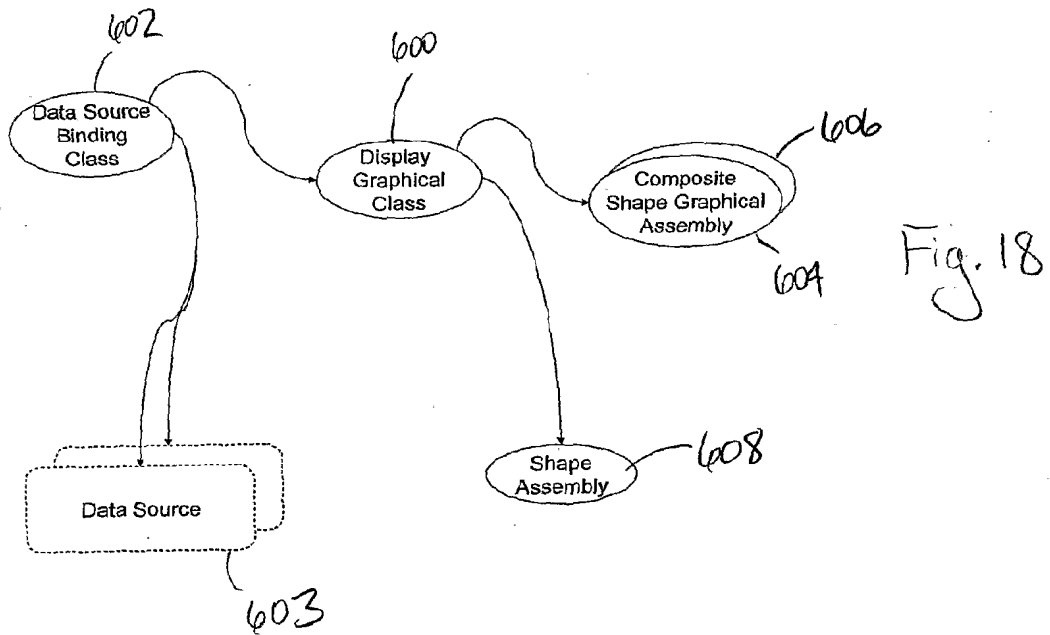 602
600
Data Source
Binding
Class
Display
Graphical
Class
606
Composite
Shape Graphical
Assembly
604
Fig. 18
Shape
Assembly
608
Data Source
603